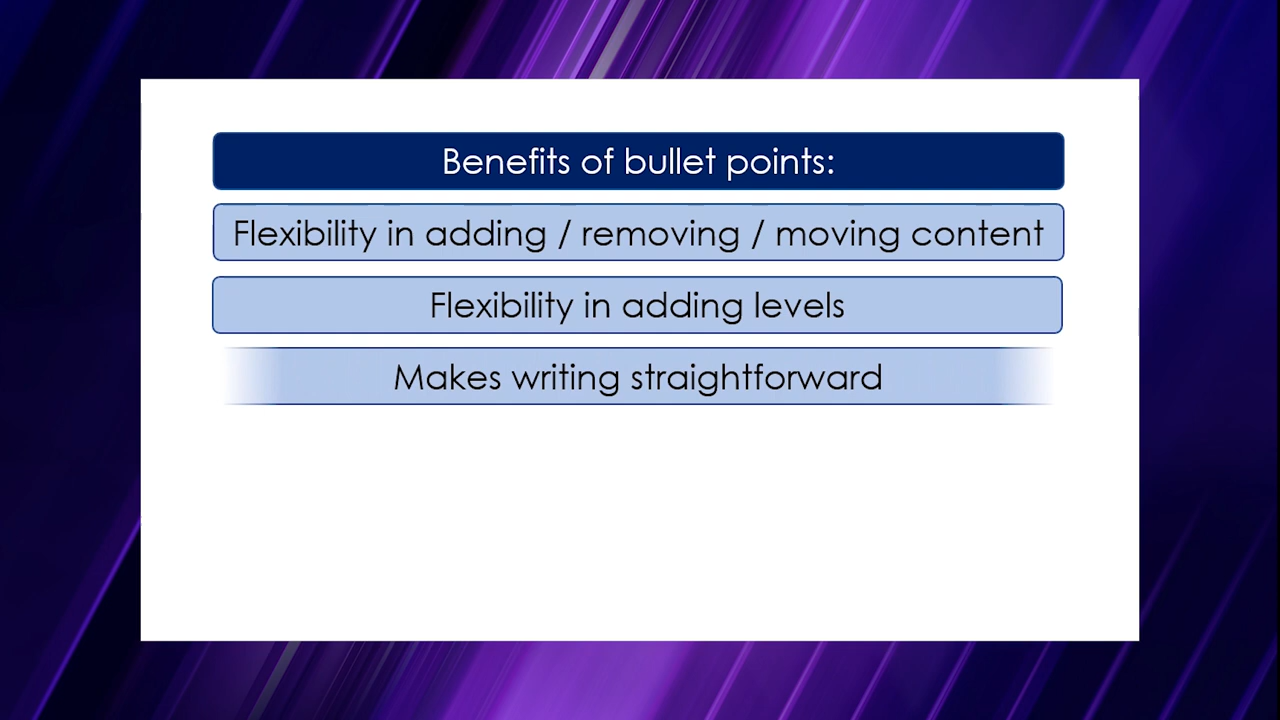 Benefits of bullet points:
Flexibility in adding / removing / moving content
Flexibility in adding levels
Makes writing straightforward